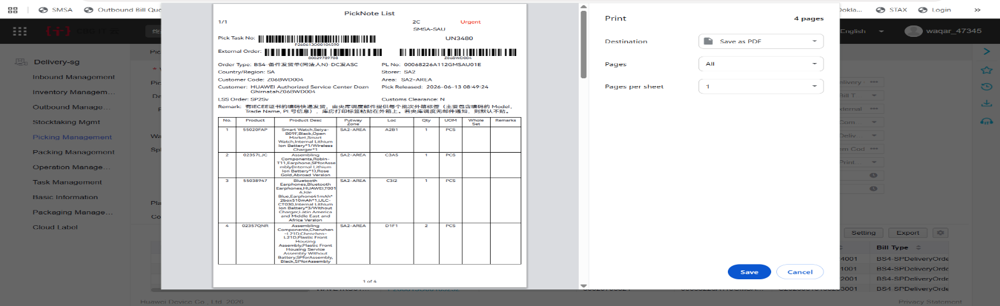 SMSA
Outbound Bill Que
Dokla...
STAX
Login
»
English
waqar_47345
Delivery-sg
Inbound Management
Inventory Managem...
Outbound Manage...
Stocktaking Mgmt
Picking Management
Packing Management
Operation Manage...
Task Management
Basic Information
Packaging Manage...
Cloud Label
PickNote List
1/1
2C
Urgent
SMSA-SAU
Pick Task No:
P260613000104590
UN3480
External Order:
00029789700
Z06BWD004
Order Type: BS4-备件发货单(同法人N)-DC发ASC
PL No: 00068226A112GMSAU01E
Country/Region: SA
Storer: SA2
Customer Code: Z06BWD004
Area: SA2-AREA
Customer: HUAWEI Authorized Service Center Dozn
GhirnatahZ06BWD004
Pick Released: 2026-06-13 08:49:24
LSS Order: SP2Sv
Customs Clearance: N
Remark: 有IECEE证书的编码快递发货，由央库调度邮件提供每个批次外箱标签（主要包含编码的 Model,
Trade Name, PI 号信息），库房打印标签粘贴在外箱上。若央库调度无邮件通知，则默认不贴。
No. Product Product Desc Putway Zone Loc Qty UOM Whole Set Remarks
1 55020FAP Smart Watch,Seiya-
B09F,Black,Open
Market,Smart
Watch,Internal Lithium
Ion Battery*1/Wireless
Charger*1
SA2-AREA A2B1 1 PCS
2 02357LJC Assembling
Components,Robin-
T11,Earphone,SPforAsse
mbly(Internal Lithium
Ion Battery*1),Rose
Gold,Abroad Version
SA2-AREA C3A5 1 PCS
3 55038947 Bluetooth
Earphones,Bluetooth
Earphones,HUAWEI,T001
6,Isle
Blue,Earphone41mAh*
2box510mAh*1,ULC-
CT030,Internal Lithium
Ion Battery*3/Without
Charger,Latin America
and Middle East and
Africa Version
SA2-AREA C3I2 1 PCS
4 02357QNR Assembling
Components,Chenzhen
-L21D,Chenzhen-
L21D,Plastic Front
Housing
Assembly,Plastic Front
Housing Service
Assembly Without
Battery,SPforAssembly,
Black,SPforAssembly
SA2-AREA D1F1 2 PCS
1 of 4
Print
4 pages
Destination
Save as PDF
Pages
All
Pages per sheet
1
Save
Cancel
Setting
Export
Bill Type
4001 BS4-SPDeliveryOrde
1001 BS4-SPDeliveryOrde
2001 BS4-SPDeliveryOrde
3001 BS4-SPDeliveryOrde
Huawei Device Co., Ltd. 2026
Privacy Statement